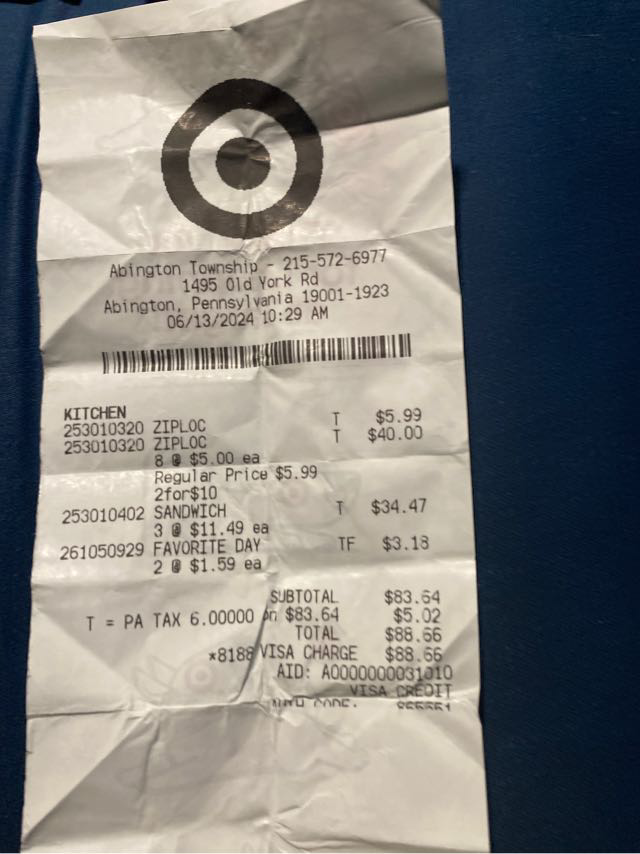 Abington Township - 215-572-6977
1495 Old York Rd
Abington, Pennsylvania 19001-1923
06/13/2024 10:29 AM
KITCHEN
253010320 ZIPLOC T $5.99
253010320 ZIPLOC T $40.00
8 @ $5.00 ea
Regular Price $5.99
2for$10
253010402 SANDWICH T $34.47
3 @ $11.49 ea
261050929 FAVORITE DAY TF $3.18
2 @ $1.59 ea
SUBTOTAL $83.64
T = PA TAX 6.00000 on $83.64 $5.02
TOTAL $88.66
*8188 VISA CHARGE $88.66
AID: A0000000031010
VISA CREDIT
AUTH CODE: